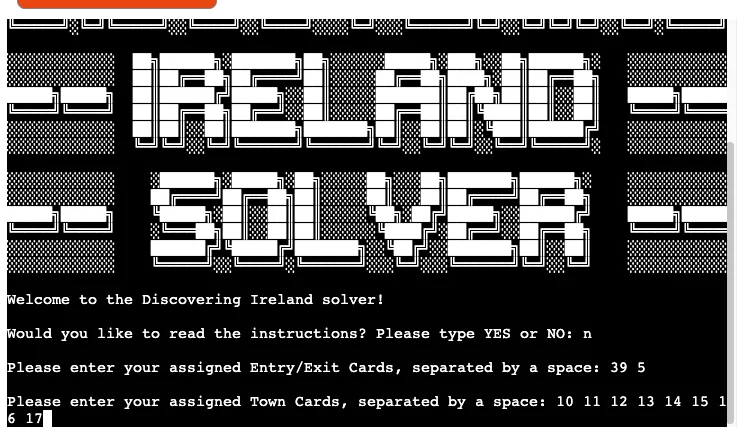 IRELAND
SOLVER
Welcome to the Discovering Ireland solver!
Would you like to read the instructions? Please type YES or NO: n
Please enter your assigned Entry/Exit Cards, separated by a space: 39 5
Please enter your assigned Town Cards, separated by a space: 10 11 12 13 14 15 1
6 17